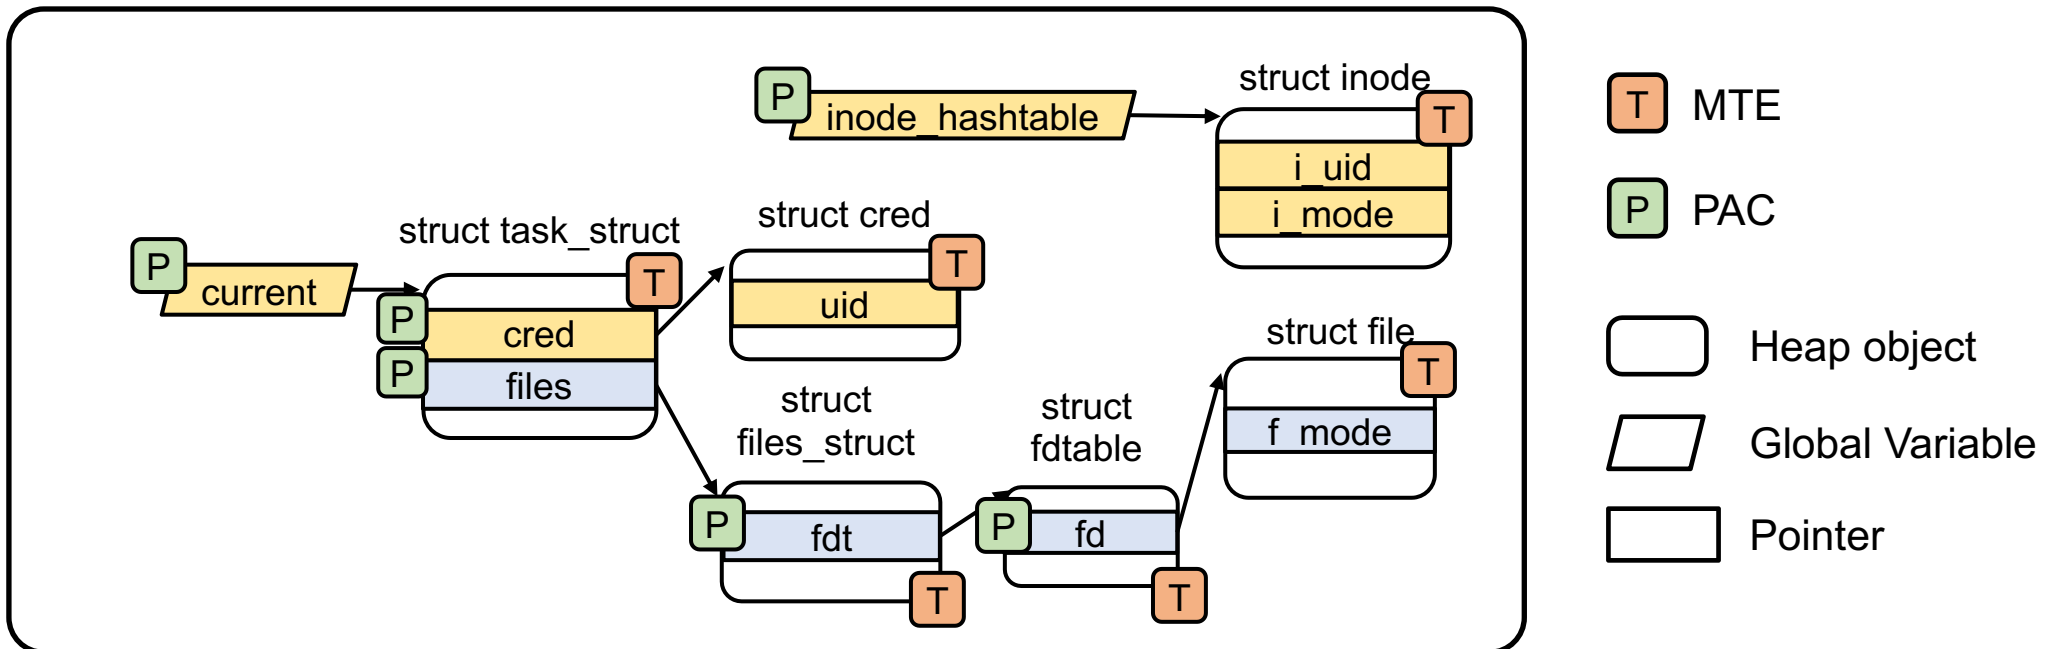 struct inode
P
inode_hashtable
T
i_uid
i_mode
struct cred
T
uid
struct task_struct
P
current
T
P
cred
P
files
struct file
T
f_mode
struct
files_struct
P
fdt
T
struct
fdtable
P
fd
T
T MTE
P PAC
Heap object
Global Variable
Pointer